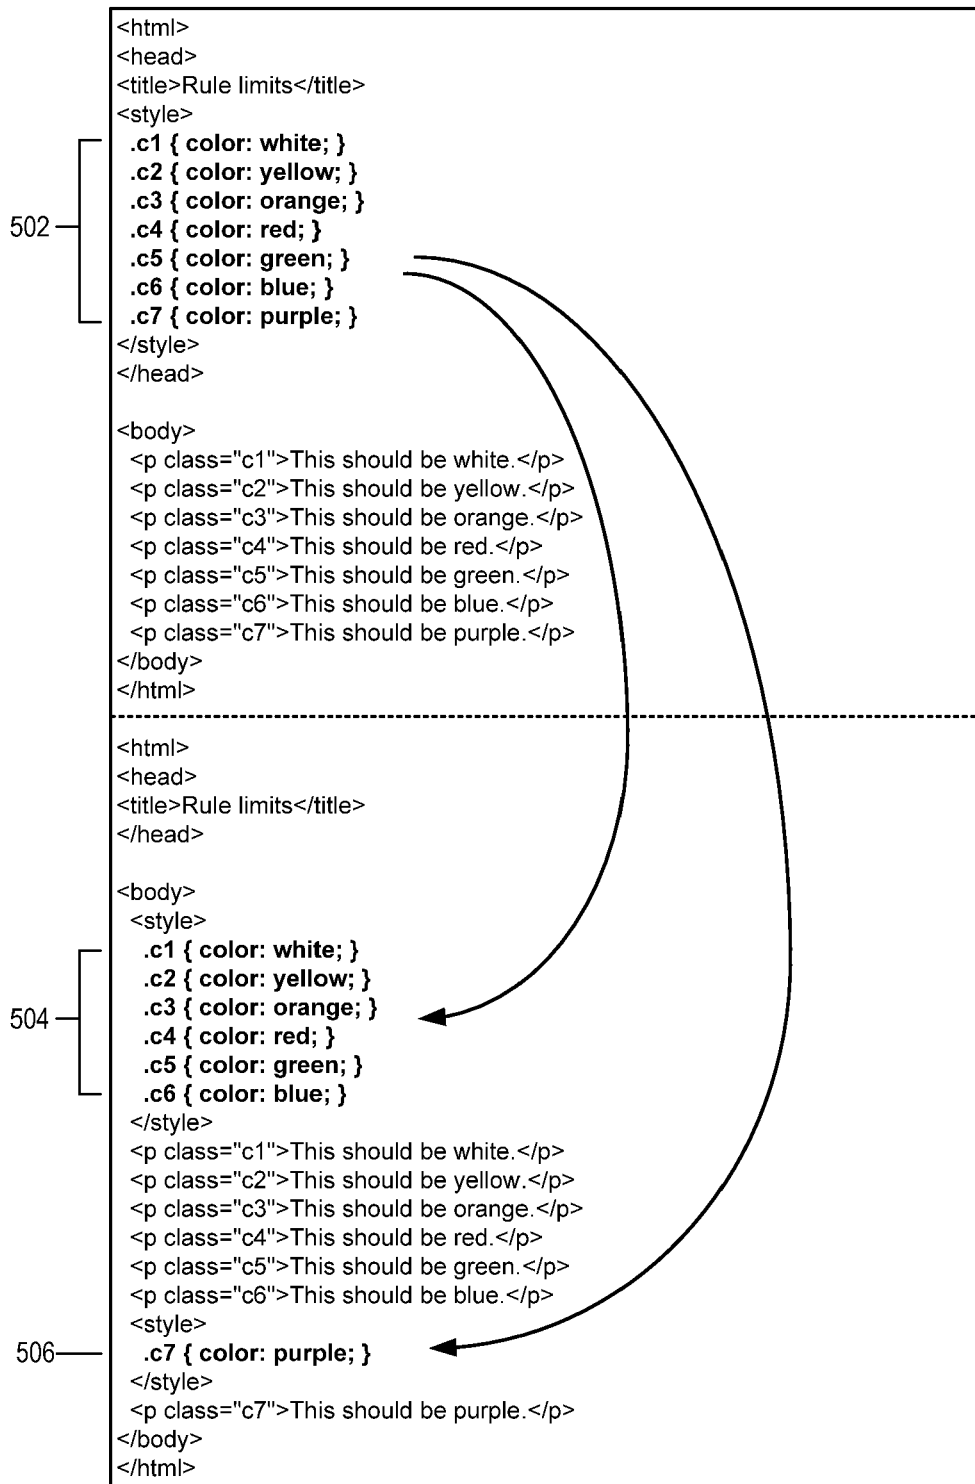 <html>
<head>
<title>Rule limits</title>
<style>
.c1 { color: white; }
.c2 { color: yellow; }
.c3 { color: orange; }
502
.c4 { color: red; }
.c5 { color: green; }
.c6 { color: blue; }
.c7 { color: purple; }
</style>
</head>
<body>
<p class="c1">This should be white.</p>
<p class="c2">This should be yellow.</p>
<p class="c3">This should be orange.</p>
<p class="c4">This should be red.</p>
<p class="c5">This should be green.</p>
<p class="c6">This should be blue.</p>
<p class="c7">This should be purple.</p>
</body>
</html>
<html>
<head>
<title>Rule limits</title>
</head>
<body>
<style>
.c1 { color: white; }
.c2 { color: yellow; }
.c3 { color: orange; }
504
.c4 { color: red; }
.c5 { color: green; }
.c6 { color: blue; }
</style>
<p class="c1">This should be white.</p>
<p class="c2">This should be yellow.</p>
<p class="c3">This should be orange.</p>
<p class="c4">This should be red.</p>
<p class="c5">This should be green.</p>
<p class="c6">This should be blue.</p>
<style>
506
.c7 { color: purple; }
</style>
<p class="c7">This should be purple.</p>
</body>
</html>